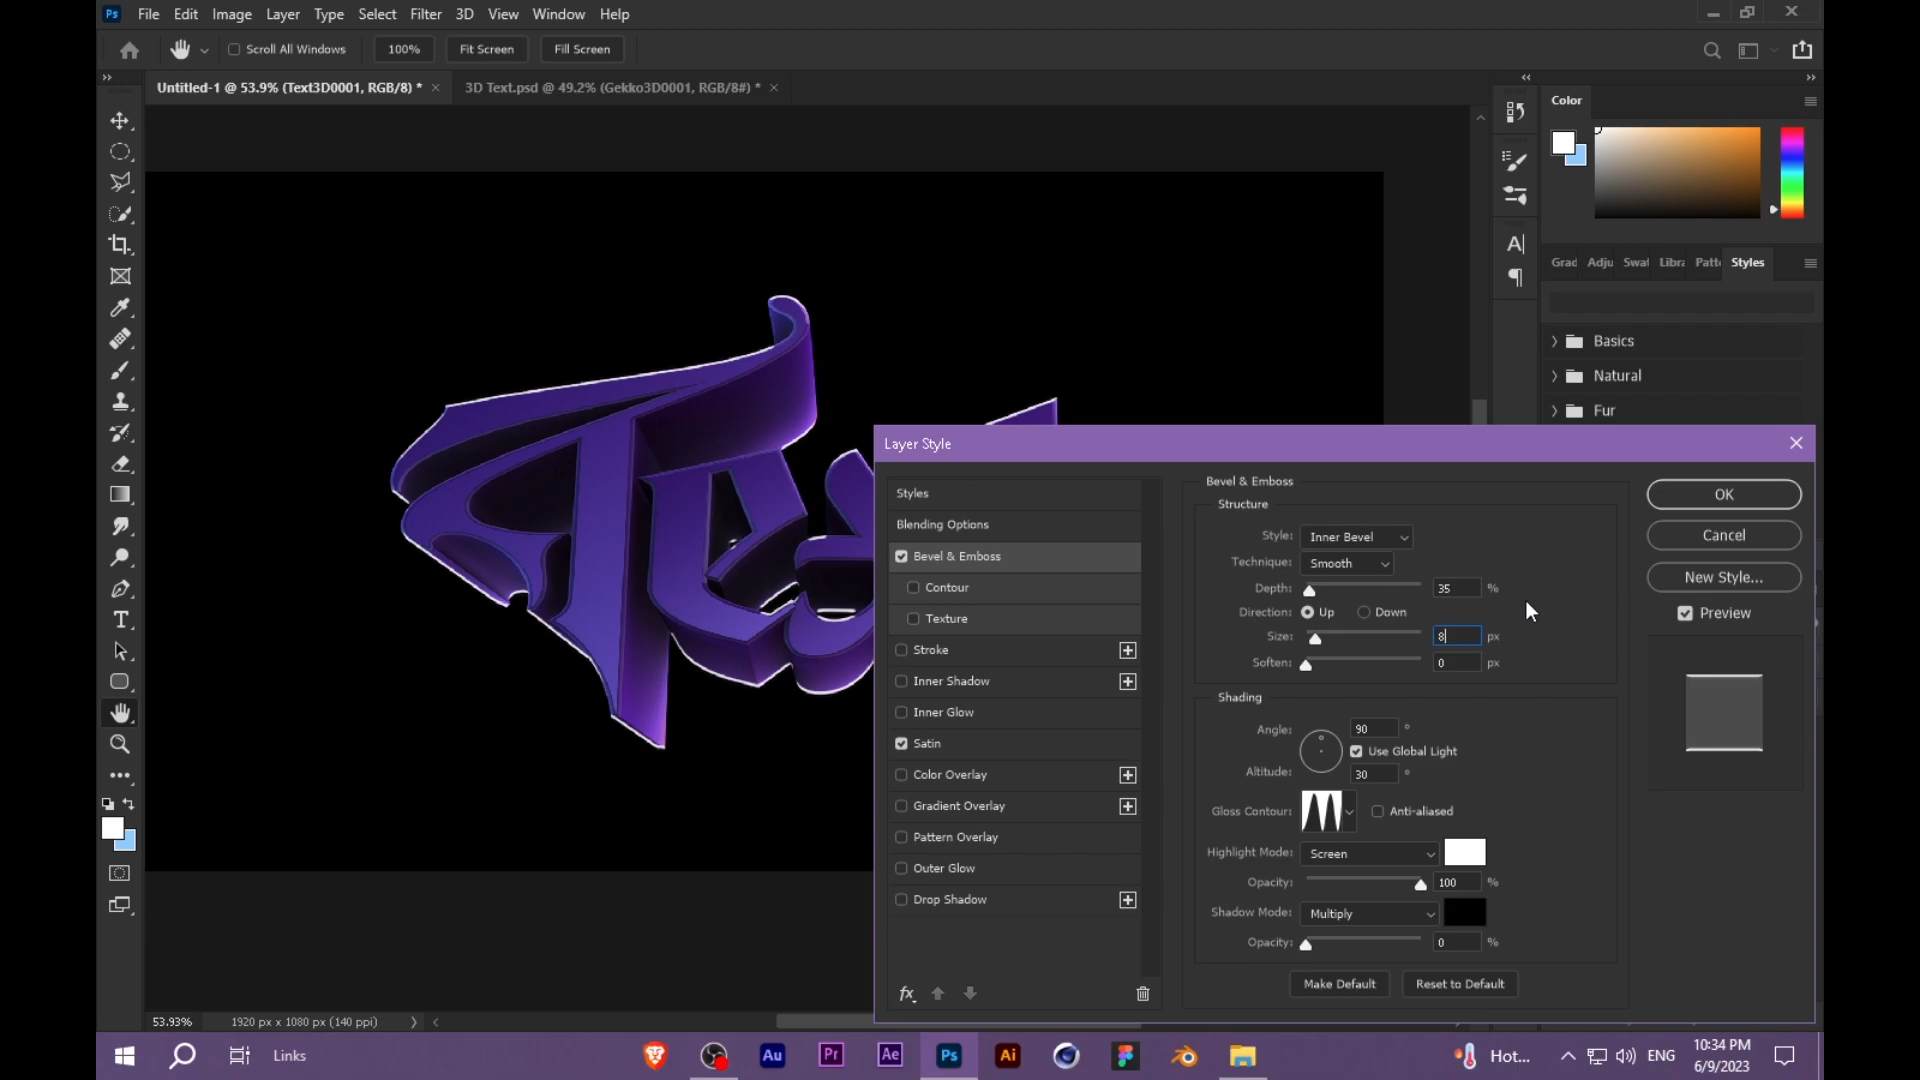 Ps File Edit Image Layer Type Select Filter 3D View Window Help
Scroll All Windows 100% Fit Screen Fill Screen
Untitled-1 @ 53.9% (Text3D0001, RGB/8) * 3D Text.psd @ 49.2% (Gekko3D0001, RGB/8#) *
Color
Grad Adju Swat Libra Patte Styles
Basics
Natural
Fur
Layer Style
Styles
Blending Options
Bevel & Emboss
Contour
Texture
Stroke
Inner Shadow
Inner Glow
Satin
Color Overlay
Gradient Overlay
Pattern Overlay
Outer Glow
Drop Shadow
fx
Bevel & Emboss
Structure
Style: Inner Bevel
Technique: Smooth
Depth: 35 %
Direction: Up Down
Size: 8 px
Soften: 0 px
Shading
Angle: 90 °
Use Global Light
Altitude: 30 °
Gloss Contour: Anti-aliased
Highlight Mode: Screen
Opacity: 100 %
Shadow Mode: Multiply
Opacity: 0 %
Make Default Reset to Default
OK
Cancel
New Style...
Preview
53.93% 1920 px x 1080 px (140 ppi)
Links Au Pr Ae Ps Ai Hot... ENG
10:34 PM
6/9/2023